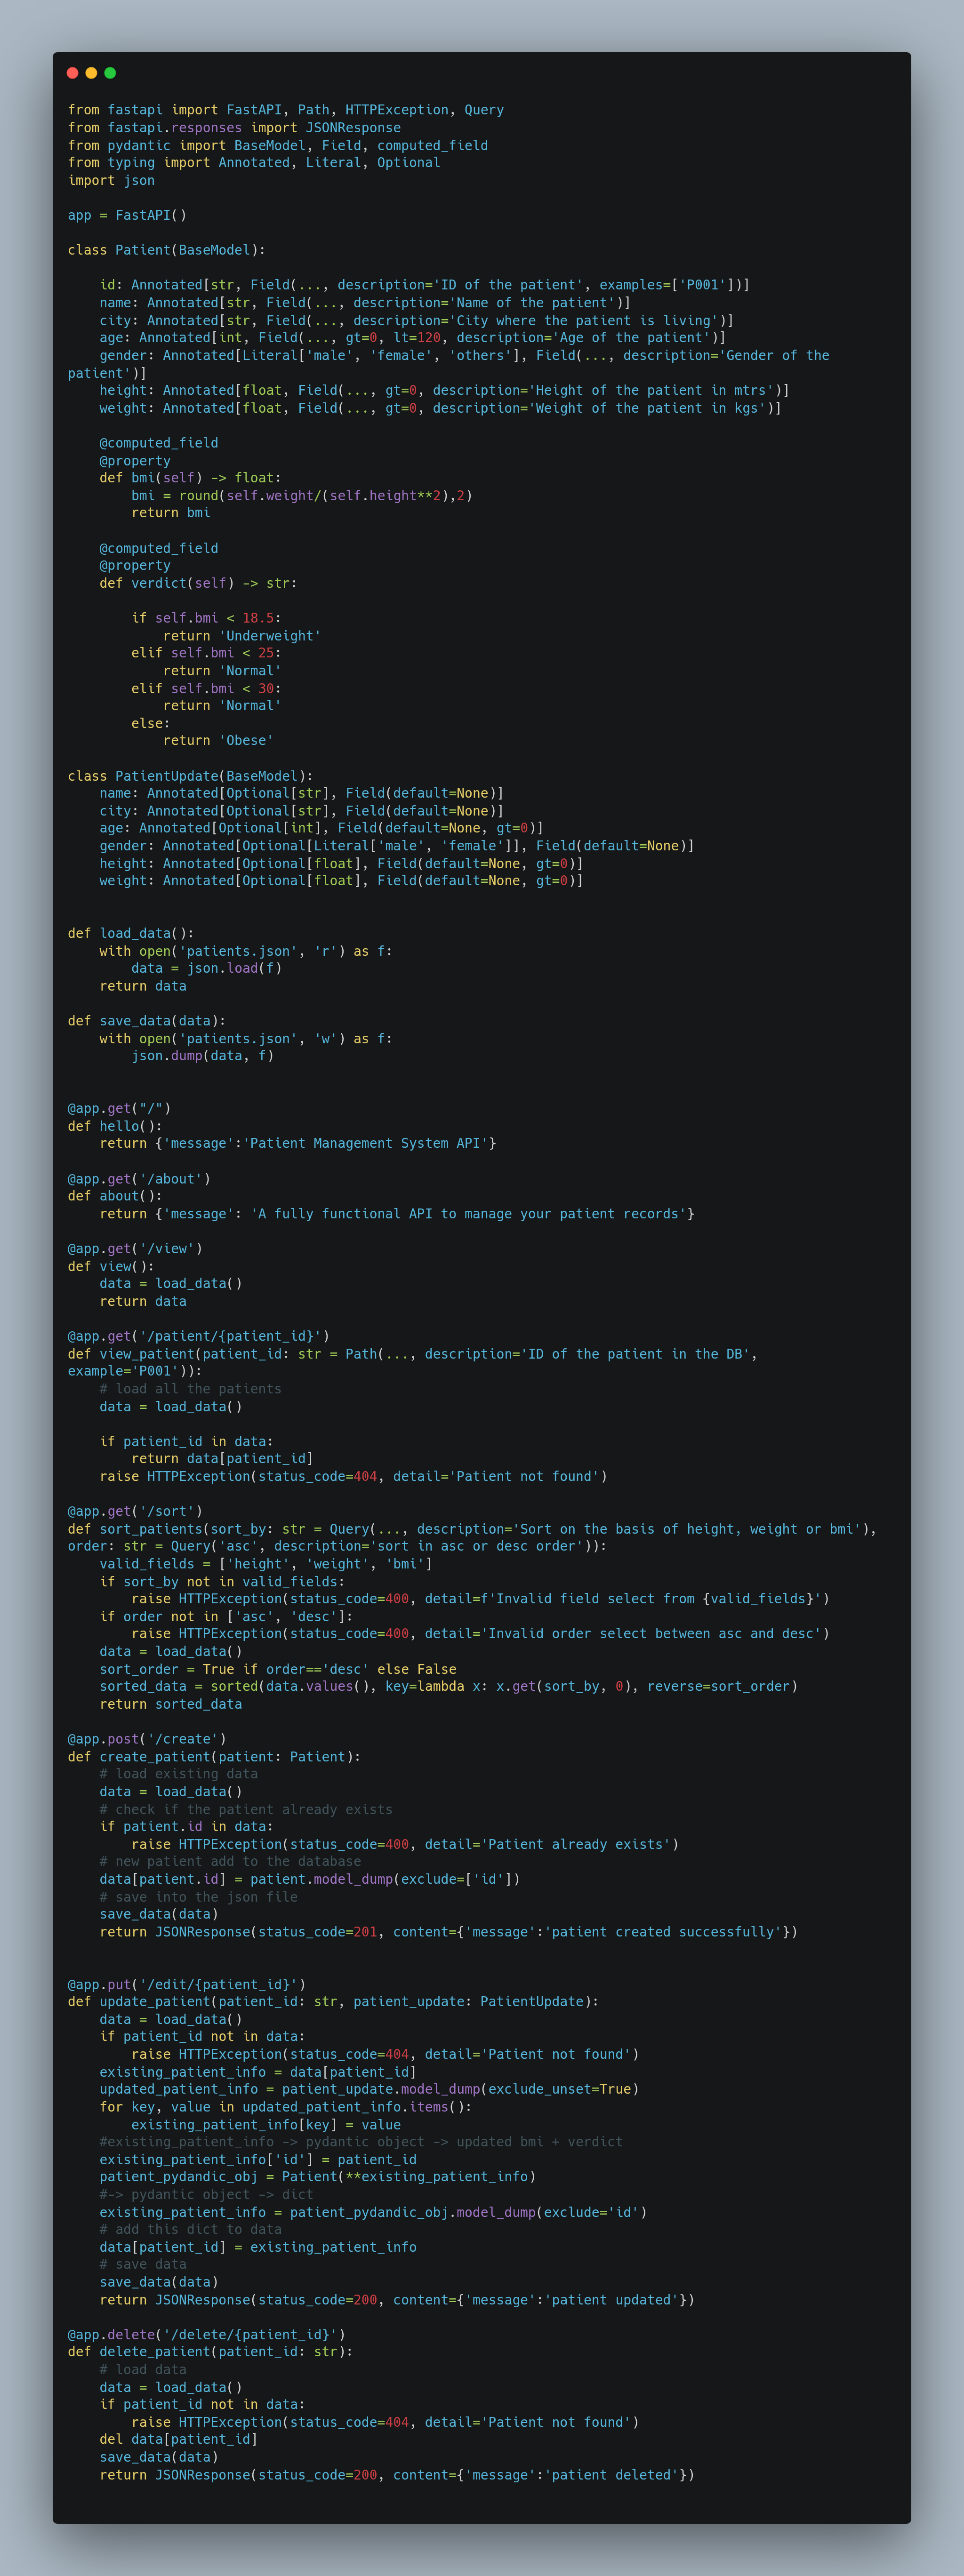 from fastapi import FastAPI, Path, HTTPException, Query
from fastapi.responses import JSONResponse
from pydantic import BaseModel, Field, computed_field
from typing import Annotated, Literal, Optional
import json

app = FastAPI()

class Patient(BaseModel):

    id: Annotated[str, Field(..., description='ID of the patient', examples=['P001'])]
    name: Annotated[str, Field(..., description='Name of the patient')]
    city: Annotated[str, Field(..., description='City where the patient is living')]
    age: Annotated[int, Field(..., gt=0, lt=120, description='Age of the patient')]
    gender: Annotated[Literal['male', 'female', 'others'], Field(..., description='Gender of the
patient')]
    height: Annotated[float, Field(..., gt=0, description='Height of the patient in mtrs')]
    weight: Annotated[float, Field(..., gt=0, description='Weight of the patient in kgs')]

    @computed_field
    @property
    def bmi(self) -> float:
        bmi = round(self.weight/(self.height**2),2)
        return bmi

    @computed_field
    @property
    def verdict(self) -> str:

        if self.bmi < 18.5:
            return 'Underweight'
        elif self.bmi < 25:
            return 'Normal'
        elif self.bmi < 30:
            return 'Normal'
        else:
            return 'Obese'

class PatientUpdate(BaseModel):
    name: Annotated[Optional[str], Field(default=None)]
    city: Annotated[Optional[str], Field(default=None)]
    age: Annotated[Optional[int], Field(default=None, gt=0)]
    gender: Annotated[Optional[Literal['male', 'female']], Field(default=None)]
    height: Annotated[Optional[float], Field(default=None, gt=0)]
    weight: Annotated[Optional[float], Field(default=None, gt=0)]


def load_data():
    with open('patients.json', 'r') as f:
        data = json.load(f)
    return data

def save_data(data):
    with open('patients.json', 'w') as f:
        json.dump(data, f)


@app.get("/")
def hello():
    return {'message':'Patient Management System API'}

@app.get('/about')
def about():
    return {'message': 'A fully functional API to manage your patient records'}

@app.get('/view')
def view():
    data = load_data()
    return data

@app.get('/patient/{patient_id}')
def view_patient(patient_id: str = Path(..., description='ID of the patient in the DB',
example='P001')):
    # load all the patients
    data = load_data()

    if patient_id in data:
        return data[patient_id]
    raise HTTPException(status_code=404, detail='Patient not found')

@app.get('/sort')
def sort_patients(sort_by: str = Query(..., description='Sort on the basis of height, weight or bmi'),
order: str = Query('asc', description='sort in asc or desc order')):
    valid_fields = ['height', 'weight', 'bmi']
    if sort_by not in valid_fields:
        raise HTTPException(status_code=400, detail=f'Invalid field select from {valid_fields}')
    if order not in ['asc', 'desc']:
        raise HTTPException(status_code=400, detail='Invalid order select between asc and desc')
    data = load_data()
    sort_order = True if order=='desc' else False
    sorted_data = sorted(data.values(), key=lambda x: x.get(sort_by, 0), reverse=sort_order)
    return sorted_data

@app.post('/create')
def create_patient(patient: Patient):
    # load existing data
    data = load_data()
    # check if the patient already exists
    if patient.id in data:
        raise HTTPException(status_code=400, detail='Patient already exists')
    # new patient add to the database
    data[patient.id] = patient.model_dump(exclude=['id'])
    # save into the json file
    save_data(data)
    return JSONResponse(status_code=201, content={'message':'patient created successfully'})


@app.put('/edit/{patient_id}')
def update_patient(patient_id: str, patient_update: PatientUpdate):
    data = load_data()
    if patient_id not in data:
        raise HTTPException(status_code=404, detail='Patient not found')
    existing_patient_info = data[patient_id]
    updated_patient_info = patient_update.model_dump(exclude_unset=True)
    for key, value in updated_patient_info.items():
        existing_patient_info[key] = value
    #existing_patient_info -> pydantic object -> updated bmi + verdict
    existing_patient_info['id'] = patient_id
    patient_pydandic_obj = Patient(**existing_patient_info)
    #-> pydantic object -> dict
    existing_patient_info = patient_pydandic_obj.model_dump(exclude='id')
    # add this dict to data
    data[patient_id] = existing_patient_info
    # save data
    save_data(data)
    return JSONResponse(status_code=200, content={'message':'patient updated'})

@app.delete('/delete/{patient_id}')
def delete_patient(patient_id: str):
    # load data
    data = load_data()
    if patient_id not in data:
        raise HTTPException(status_code=404, detail='Patient not found')
    del data[patient_id]
    save_data(data)
    return JSONResponse(status_code=200, content={'message':'patient deleted'})